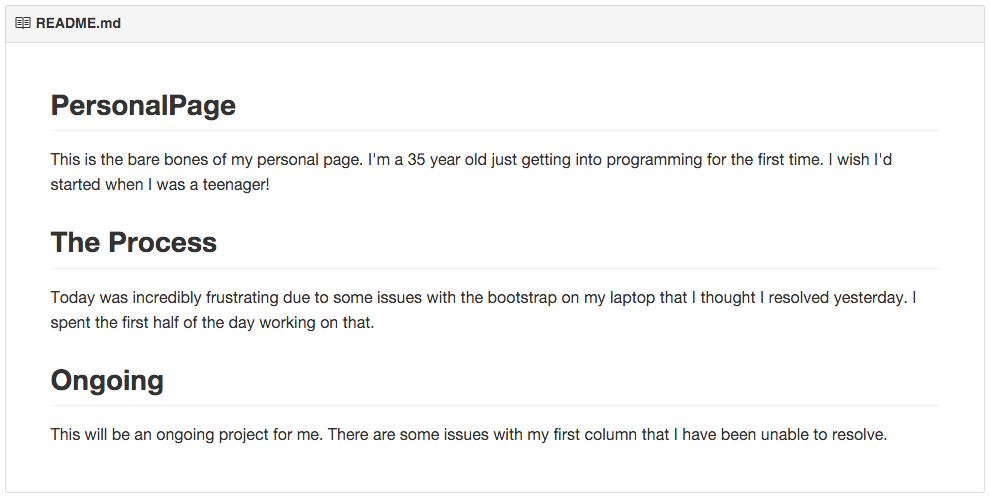 README.md
PersonalPage
This is the bare bones of my personal page. I'm a 35 year old just getting into programming for the first time. I wish I'd
started when I was a teenager!
The Process
Today was incredibly frustrating due to some issues with the bootstrap on my laptop that I thought I resolved yesterday. I
spent the first half of the day working on that.
Ongoing
This will be an ongoing project for me. There are some issues with my first column that I have been unable to resolve.